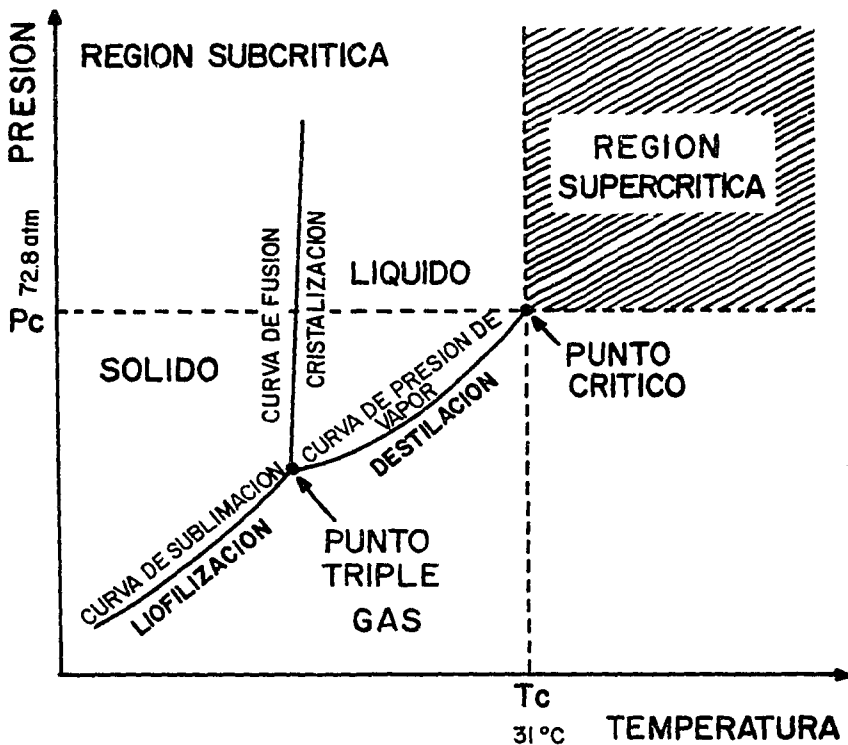 PRESION
REGION SUBCRITICA
REGION
SUPERCRITICA
72.8 atm
Pc
CURVA DE FUSION
CRISTALIZACION
LIQUIDO
SOLIDO
PUNTO
CRITICO
CURVA DE PRESION DE
VAPOR
DESTILACION
CURVA DE SUBLIMACION
LIOFILIZACION
PUNTO
TRIPLE
GAS
Tc
31 °C
TEMPERATURA